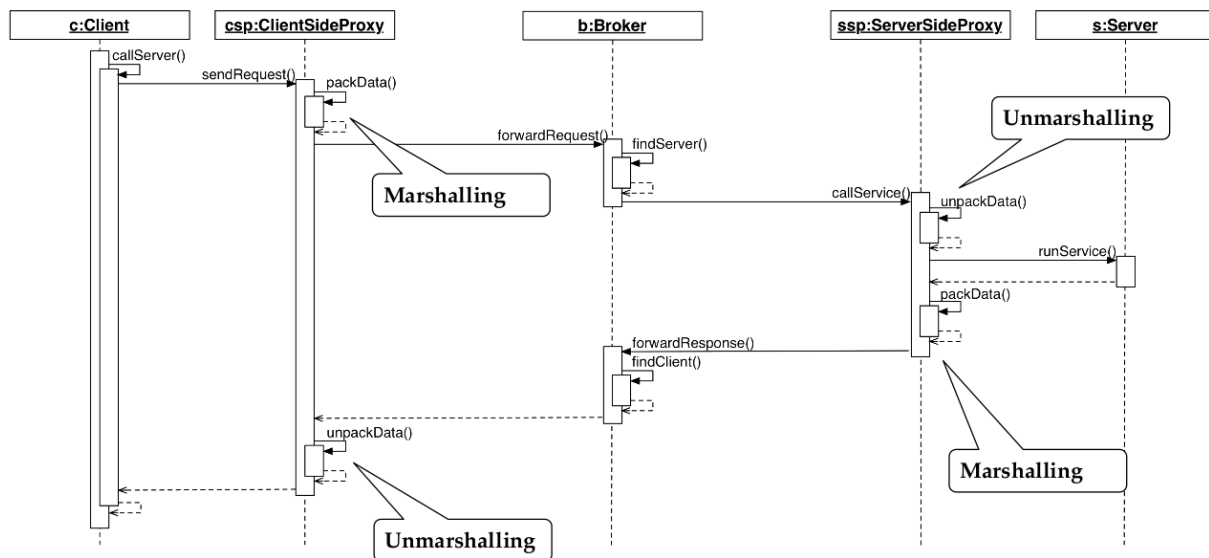 c:Client
csp:ClientSideProxy
b:Broker
ssp:ServerSideProxy
s:Server
callServer()
sendRequest()
packData()
Marshalling
forwardRequest()
findServer()
callService()
Unmarshalling
unpackData()
runService()
packData()
forwardResponse()
findClient()
Marshalling
unpackData()
Unmarshalling